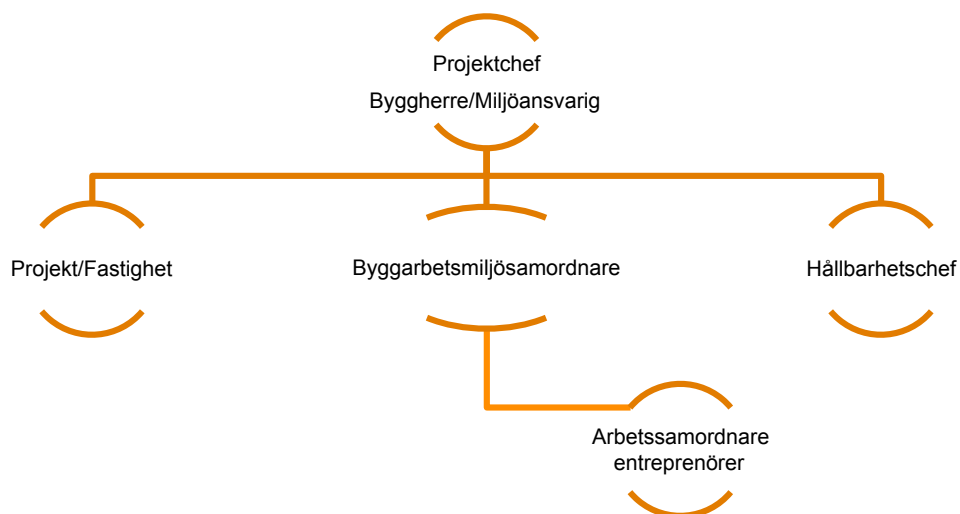 Projektchef
Byggherre/Miljöansvarig
Projekt/Fastighet
Byggarbetsmiljösamordnare
Hållbarhetschef
Arbetssamordnare
entreprenörer